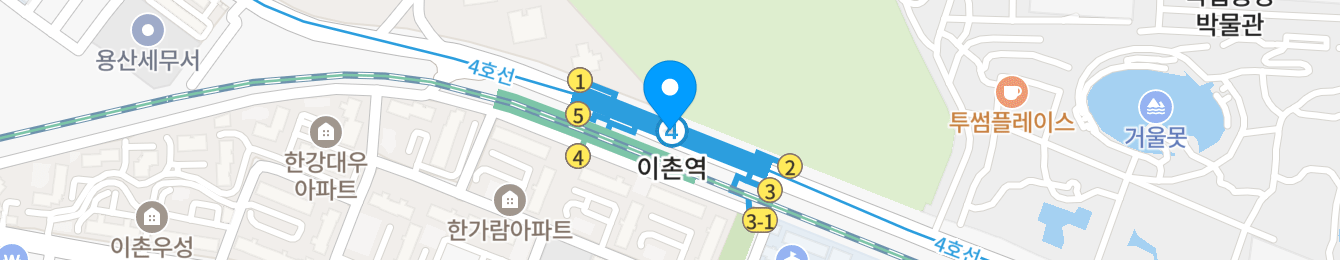 박물관
용산세무서
4호선
1
5
4
4
이촌역
2
3
3-1
투썸플레이스
거울못
한강대우
아파트
한가람아파트
이촌우성
4호선
W